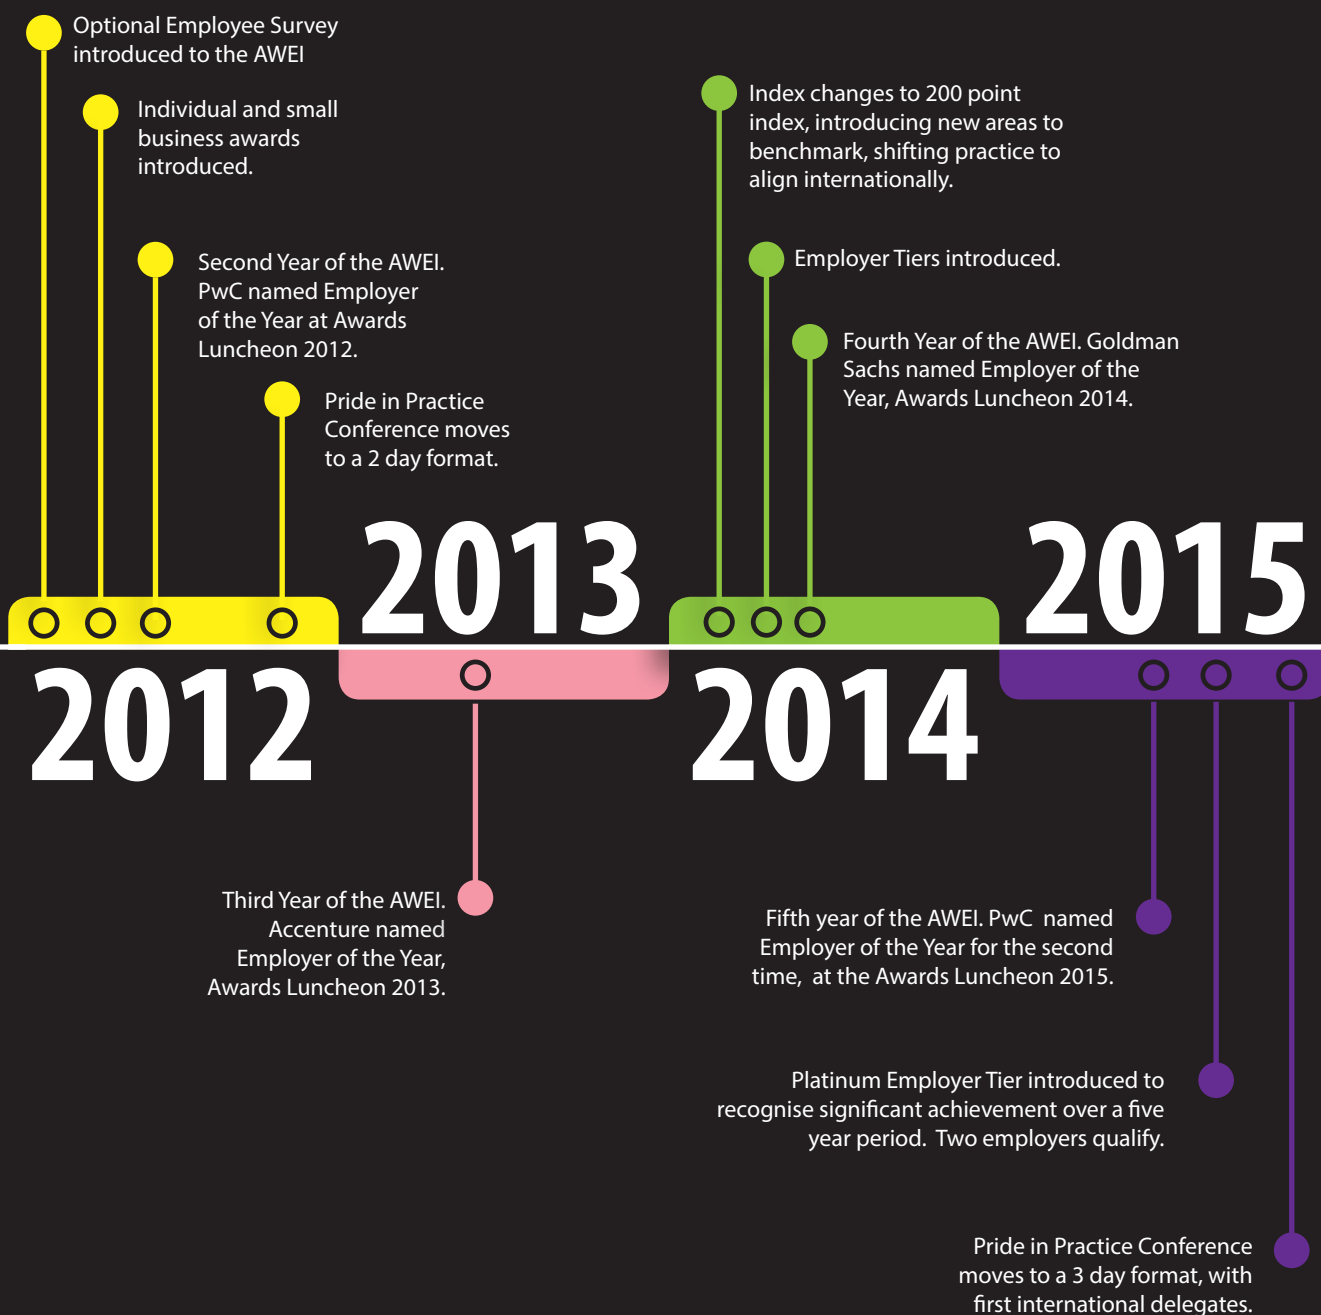 Optional Employee Survey
introduced to the AWEI
Individual and small
business awards
introduced.
Second Year of the AWEI.
PwC named Employer
of the Year at Awards
Luncheon 2012.
Pride in Practice
Conference moves
to a 2 day format.
2012
2013
Third Year of the AWEI.
Accenture named
Employer of the Year,
Awards Luncheon 2013.
Index changes to 200 point
index, introducing new areas to
benchmark, shifting practice to
align internationally.
Employer Tiers introduced.
Fourth Year of the AWEI. Goldman
Sachs named Employer of the
Year, Awards Luncheon 2014.
2014
2015
Fifth year of the AWEI. PwC  named
Employer of the Year for the second
time,  at the Awards Luncheon 2015.
Platinum Employer Tier introduced to
recognise significant achievement over a five
year period.  Two employers qualify.
Pride in Practice Conference
moves to a 3 day format, with
first international delegates.